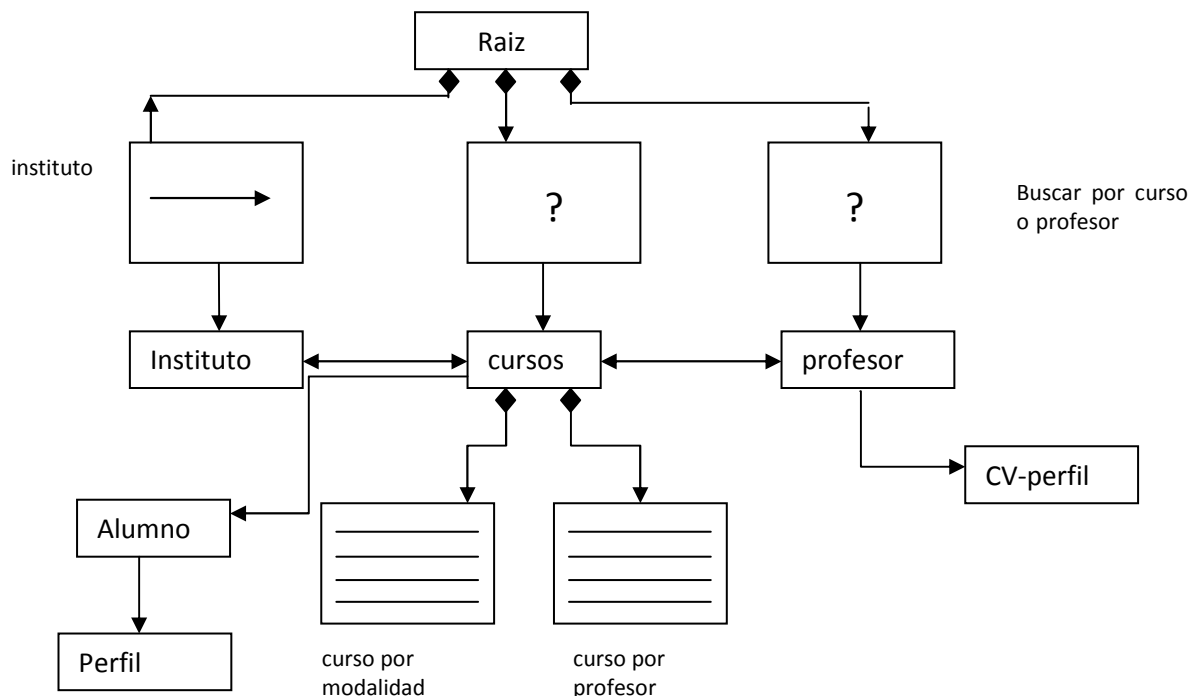 Raiz
instituto
?
?
Buscar por curso
o profesor
Instituto
cursos
profesor
CV-perfil
Alumno
Perfil
curso por
modalidad
curso por
profesor